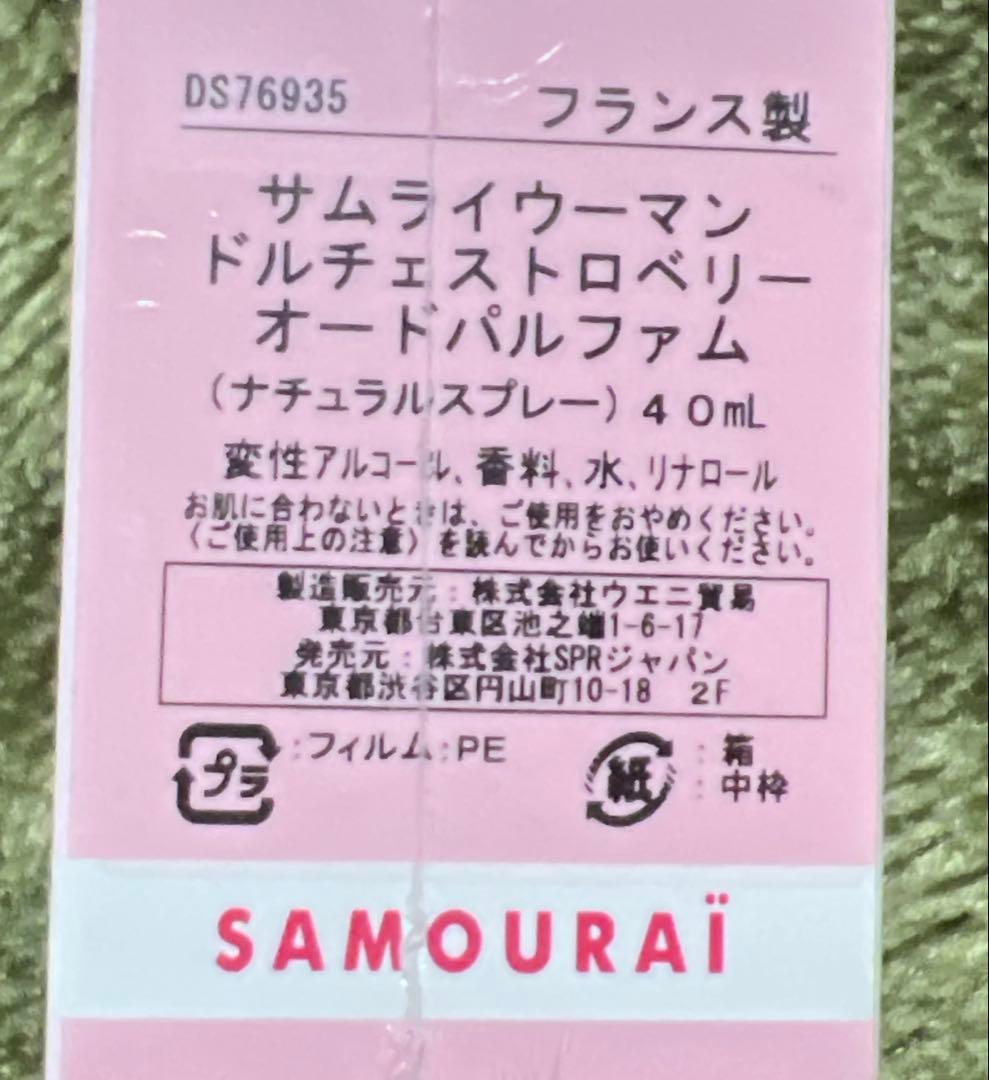 DS76935 フランス製
サムライウーマン
ドルチェストロベリー
オードパルファム
（ナチュラルスプレー）４０mL
変性アルコール、香料、水、リナロール
お肌に合わないときは、ご使用をおやめください。
〈ご使用上の注意〉を読んでからお使いください。
製造販売元：株式会社ウエニ貿易
東京都台東区池之端1-6-17
発売元：株式会社SPRジャパン
東京都渋谷区円山町10-18 2F
プラ：フィルム：PE 紙：箱
：中枠
SAMOURAÏ